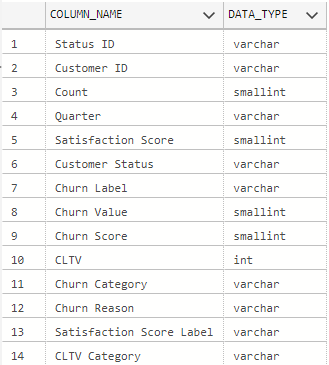 COLUMN_NAME DATA_TYPE
1 Status ID varchar
2 Customer ID varchar
3 Count smallint
4 Quarter varchar
5 Satisfaction Score smallint
6 Customer Status varchar
7 Churn Label varchar
8 Churn Value smallint
9 Churn Score smallint
10 CLTV int
11 Churn Category varchar
12 Churn Reason varchar
13 Satisfaction Score Label varchar
14 CLTV Category varchar